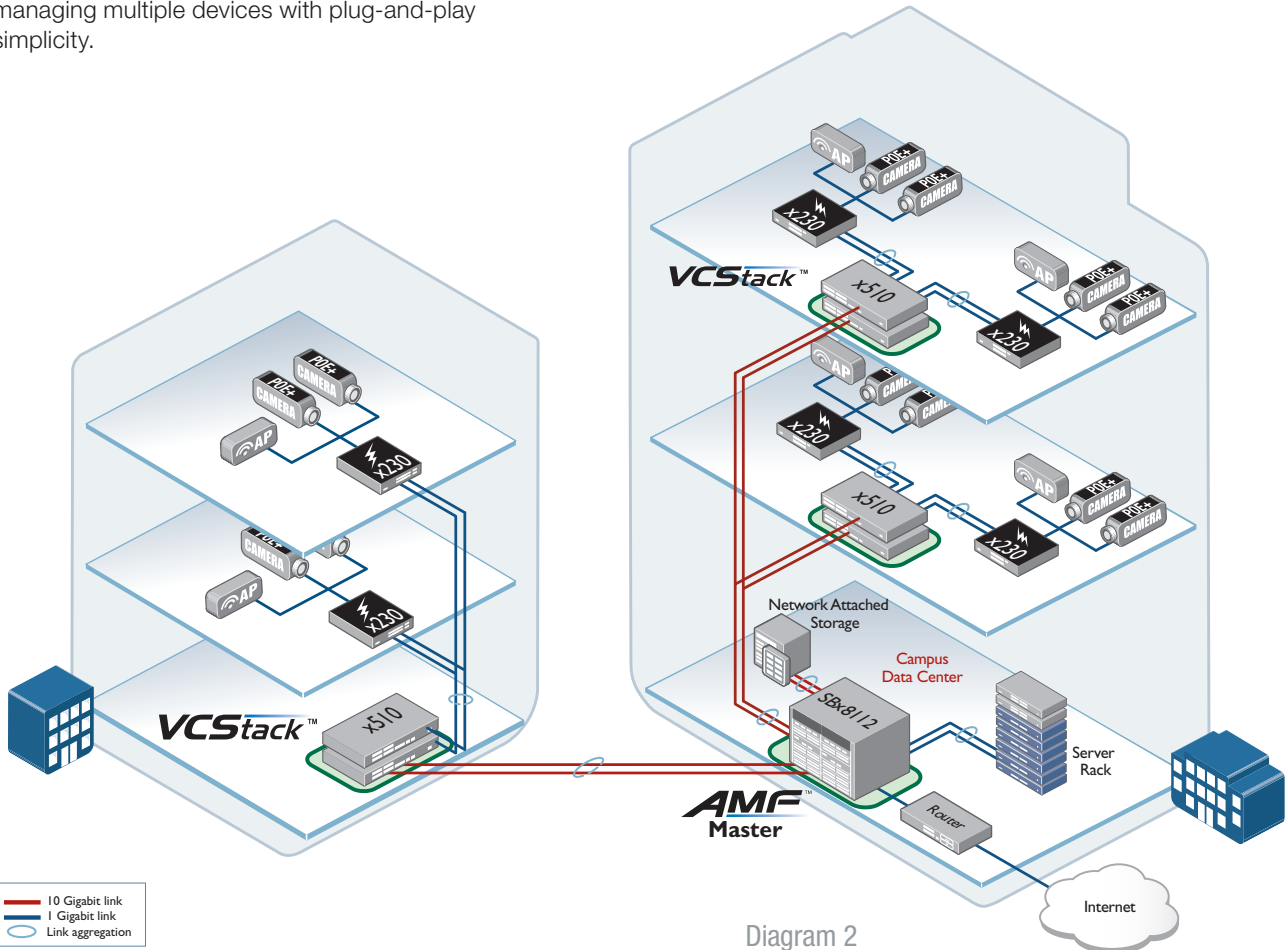 managing multiple devices with plug-and-play
simplicity.
AP
POE+
CAMERA
POE+
CAMERA
x230
VCStack™
x510
AP
POE+
CAMERA
POE+
CAMERA
x230
AP
x230
x510
AP
POE+
CAMERA
POE+
CAMERA
x230
POE+
CAMERA
POE+
CAMERA
AP
x230
CAMERA
AP
x230
VCStack™
x510
Network Attached
Storage
Campus
Data Center
SBx8112
Server
Rack
AMF™
Master
Router
Internet
10 Gigabit link
1 Gigabit link
Link aggregation
Diagram 2